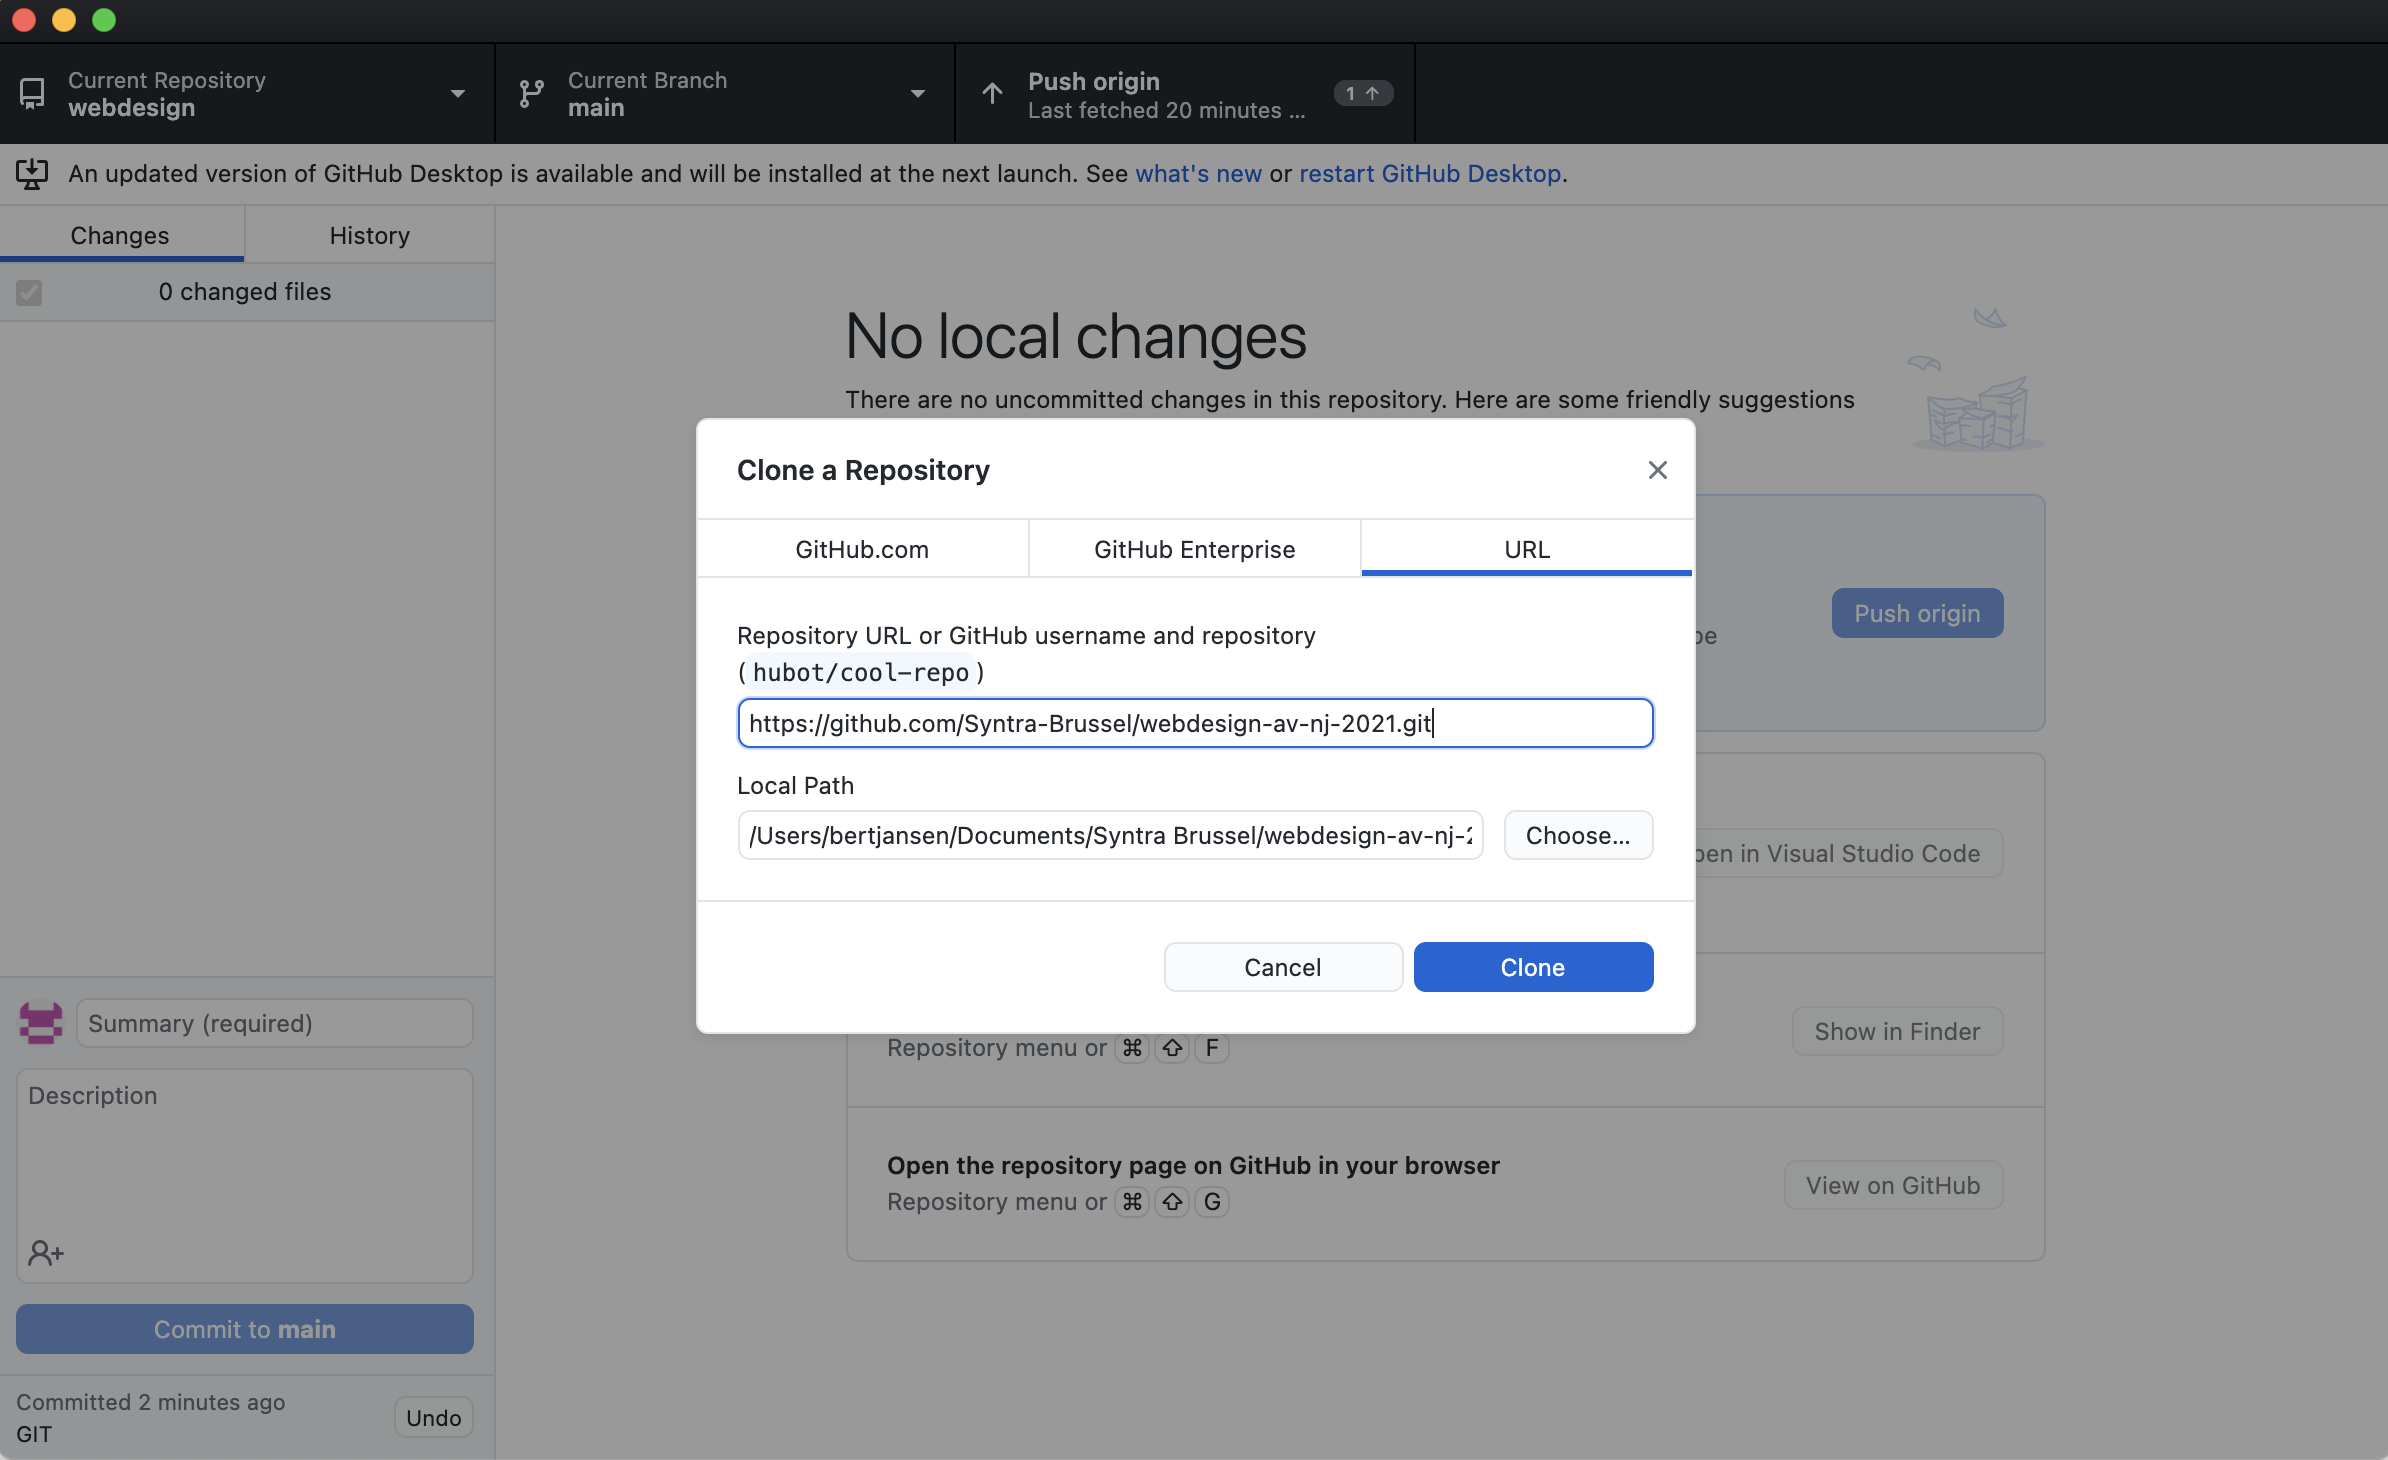 Current Repository
webdesign
Current Branch
main
Push origin
Last fetched 20 minutes ...
1
An updated version of GitHub Desktop is available and will be installed at the next launch. See what's new or restart GitHub Desktop.
Changes
History
0 changed files
No local changes
There are no uncommitted changes in this repository. Here are some friendly suggestions
Clone a Repository
GitHub.com
GitHub Enterprise
URL
Repository URL or GitHub username and repository
(hubot/cool-repo)
https://github.com/Syntra-Brussel/webdesign-av-nj-2021.git
Local Path
/Users/bertjansen/Documents/Syntra Brussel/webdesign-av-nj-2
Choose...
Cancel
Clone
Push origin
pen in Visual Studio Code
Repository menu or ⌘ ⇧ F
Show in Finder
Open the repository page on GitHub in your browser
Repository menu or ⌘ ⇧ G
View on GitHub
Summary (required)
Description
Commit to main
Committed 2 minutes ago
GIT
Undo